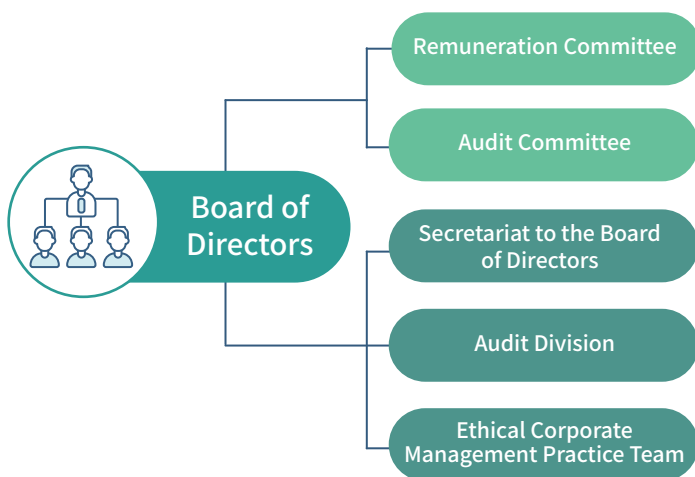 Remuneration Committee
Audit Committee
Board of
Directors
Secretariat to the Board
of Directors
Audit Division
Ethical Corporate
Management Practice Team